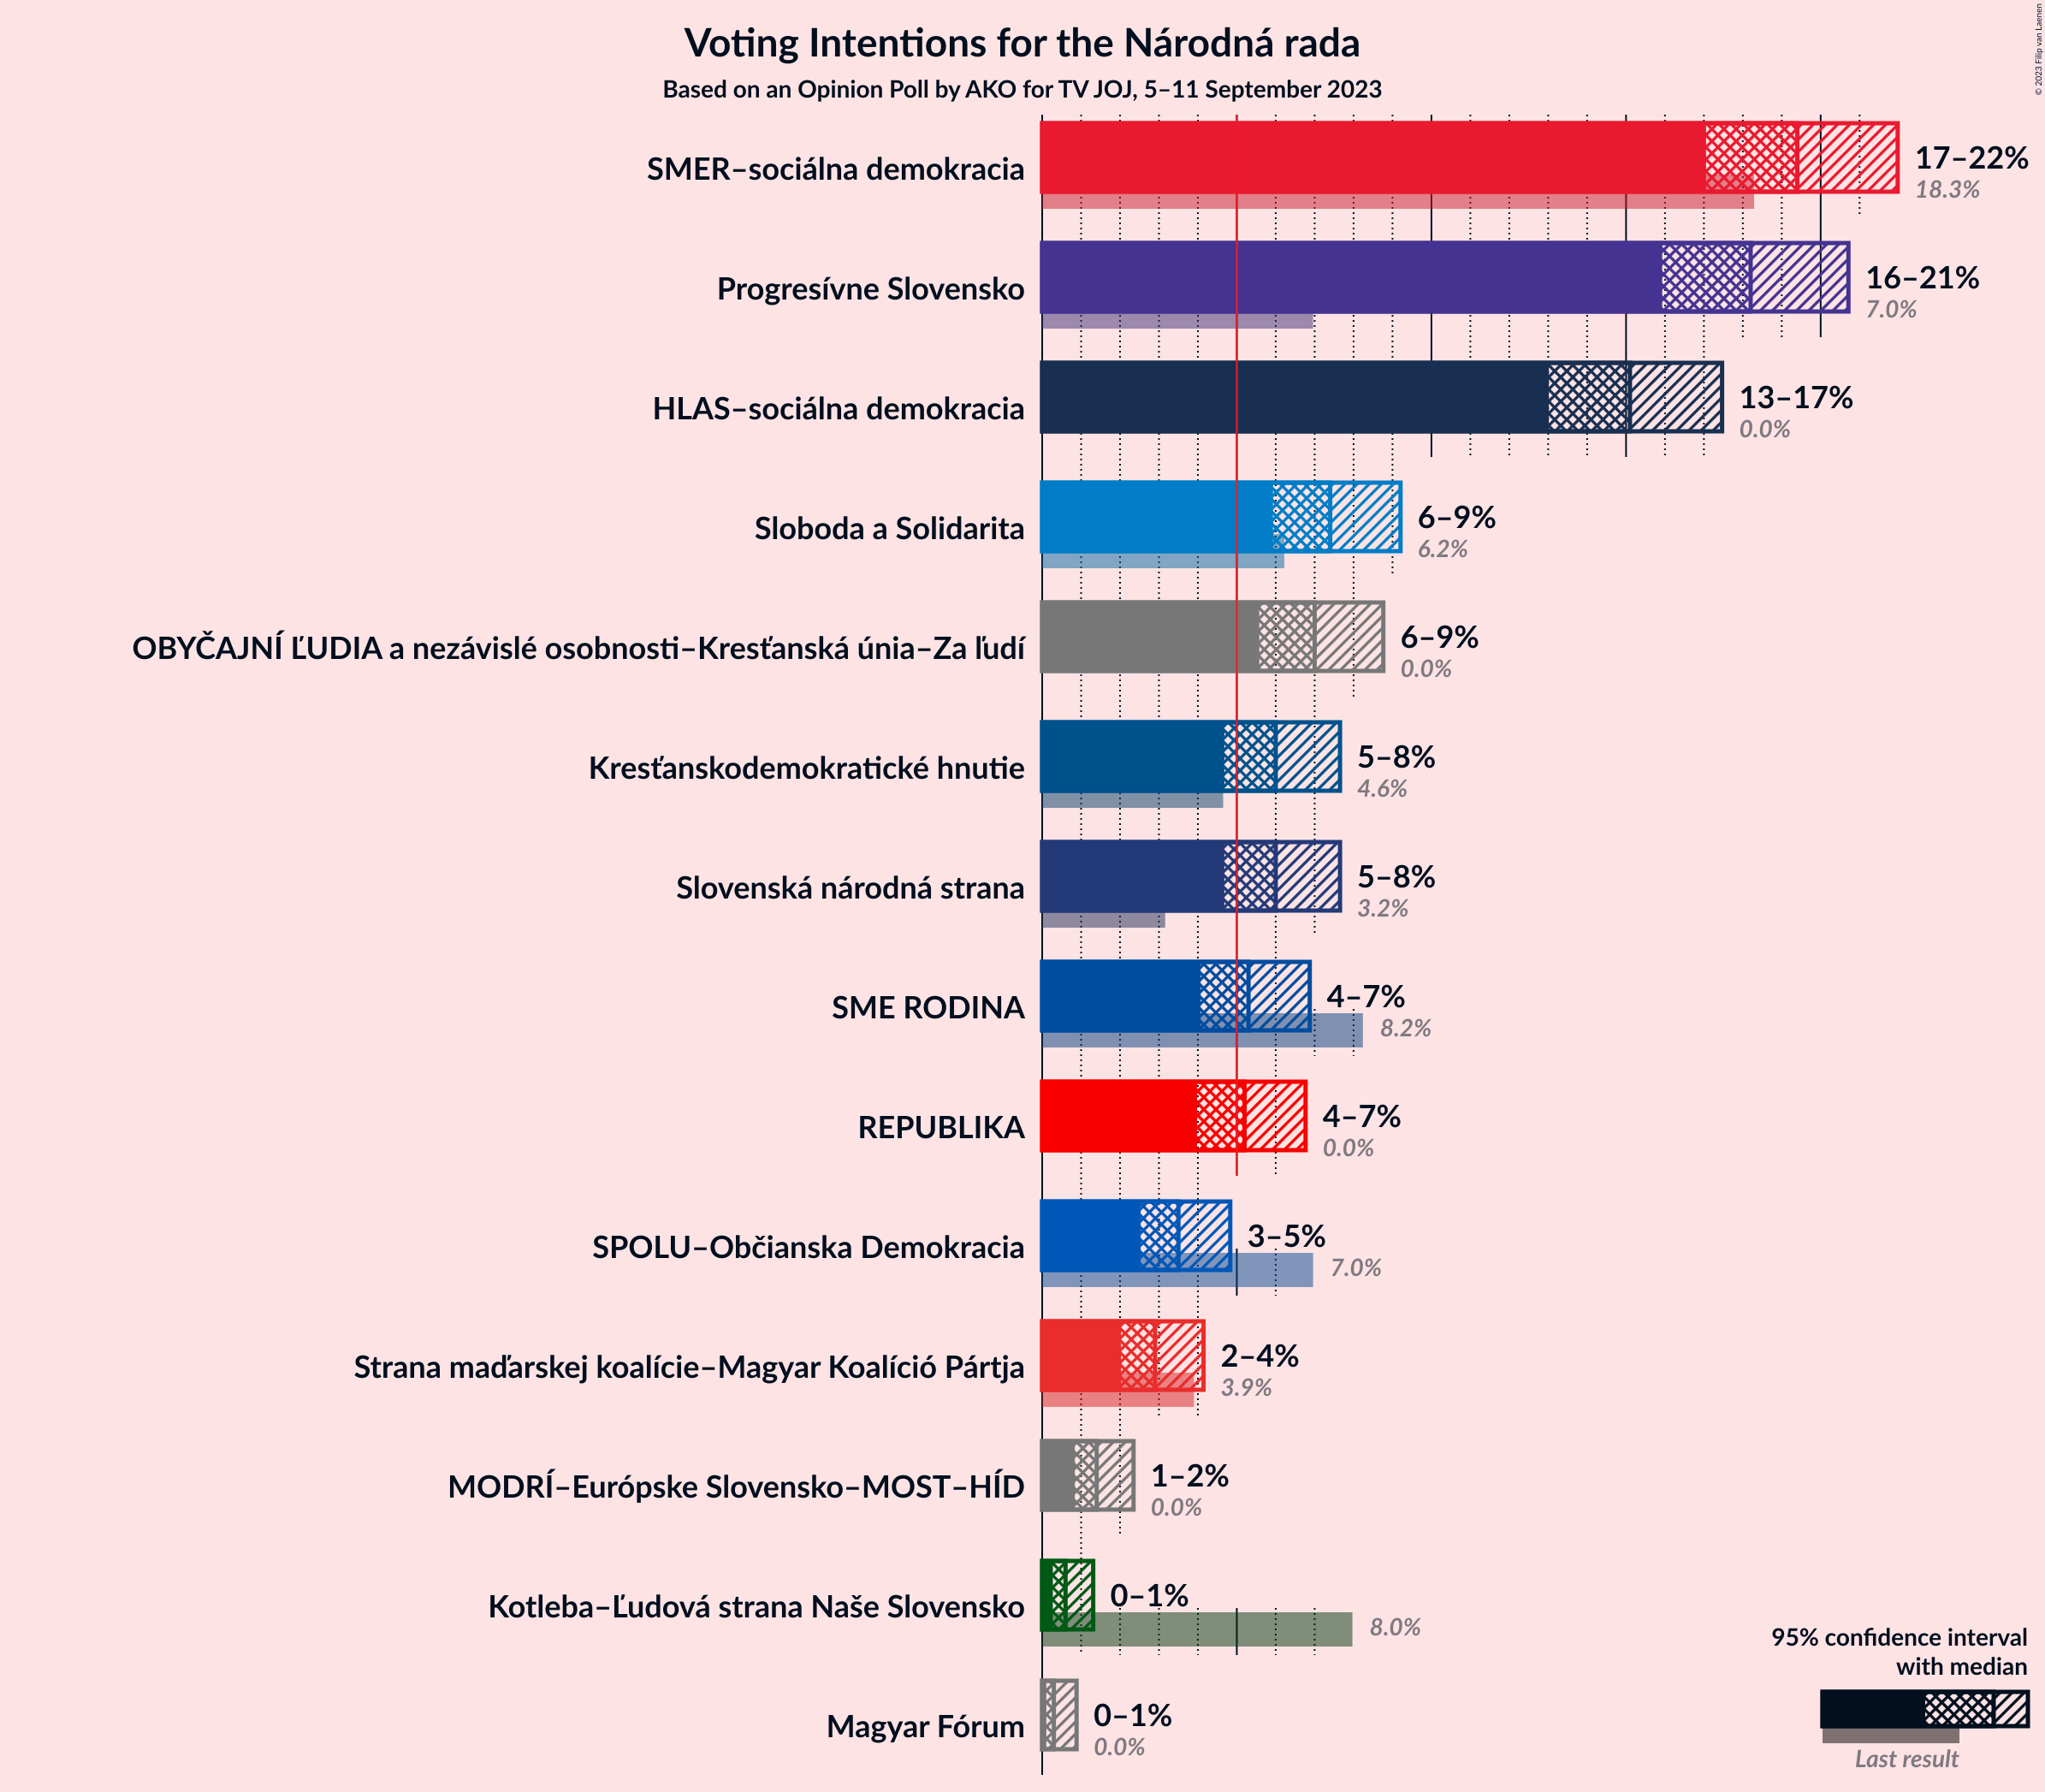 © 2023 Filip van Laenen
Voting Intentions for the Národná rada
Based on an Opinion Poll by AKO for TV JOJ, 5–11 September 2023
SMER–sociálna demokracia
17–22%
18.3%
Progresívne Slovensko
16–21%
7.0%
HLAS–sociálna demokracia
13–17%
0.0%
Sloboda a Solidarita
6–9%
6.2%
OBYČAJNÍ ĽUDIA a nezávislé osobnosti–Kresťanská únia–Za ľudí
6–9%
0.0%
Kresťanskodemokratické hnutie
5–8%
4.6%
Slovenská národná strana
5–8%
3.2%
SME RODINA
4–7%
8.2%
REPUBLIKA
4–7%
0.0%
SPOLU–Občianska Demokracia
3–5%
7.0%
Strana maďarskej koalície–Magyar Koalíció Pártja
2–4%
3.9%
MODRÍ–Európske Slovensko–MOST–HÍD
1–2%
0.0%
Kotleba–Ľudová strana Naše Slovensko
0–1%
8.0%
Magyar Fórum
0–1%
0.0%
95% confidence interval
with median
Last result